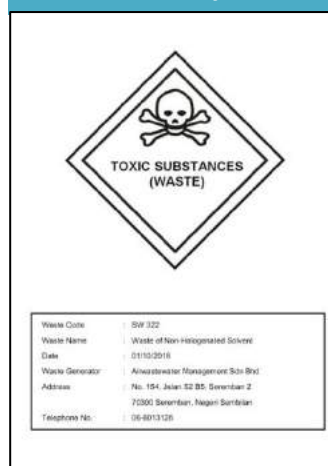 TOXIC SUBSTANCES
(WASTE)
Waste Code : SW 322
Waste Name : Waste of Non-Halogenated Solvent
Date : 01/10/2016
Waste Generator : Airwastewater Management Sdn Bhd
Address : No. 164, Jalan S2 B5, Seremban 2
70300 Seremban, Negeri Sembilan
Telephone No. : 06-6013126